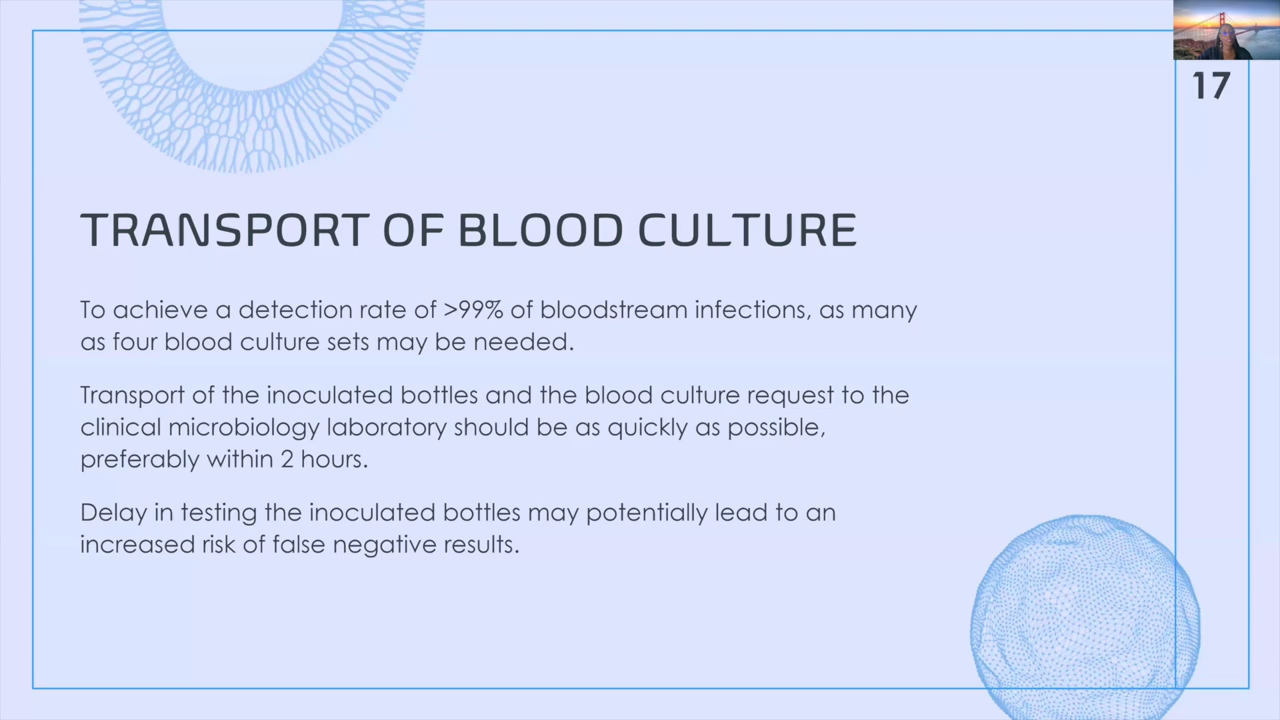 17
TRANSPORT OF BLOOD CULTURE
To achieve a detection rate of >99% of bloodstream infections, as many
as four blood culture sets may be needed.
Transport of the inoculated bottles and the blood culture request to the
clinical microbiology laboratory should be as quickly as possible,
preferably within 2 hours.
Delay in testing the inoculated bottles may potentially lead to an
increased risk of false negative results.